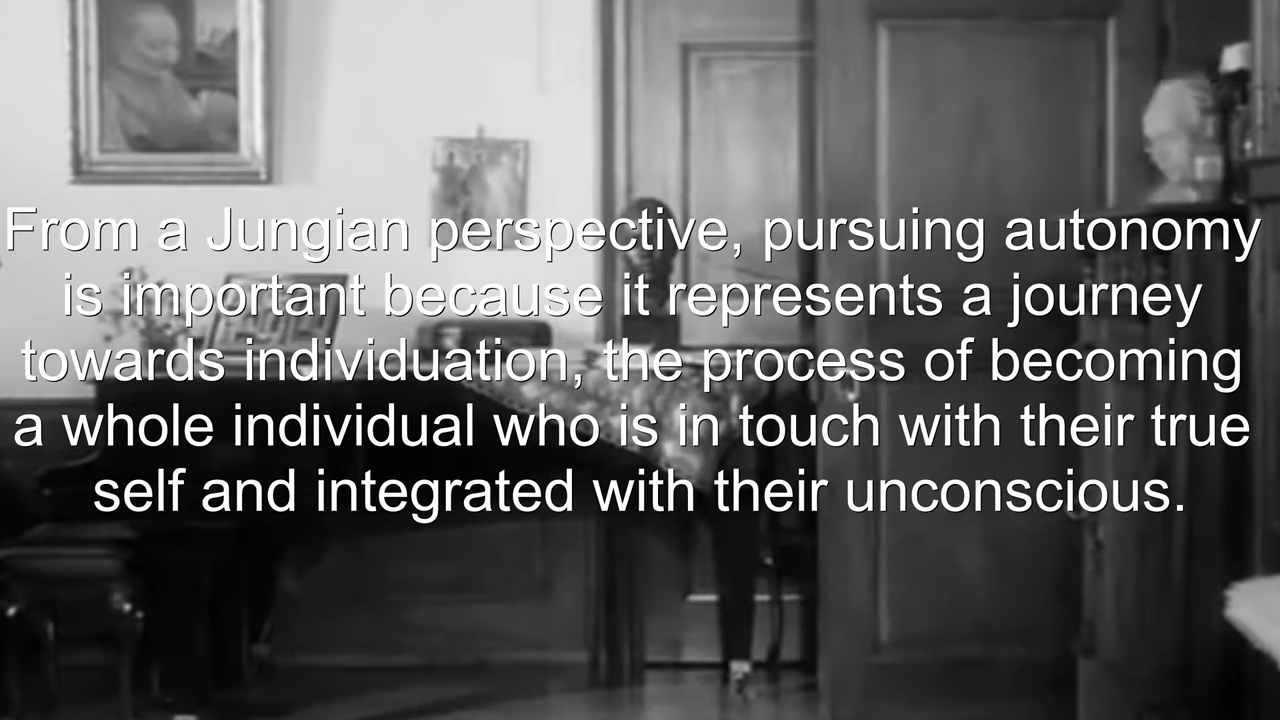 From a Jungian perspective, pursuing autonomy
is important because it represents a journey
towards individuation, the process of becoming
a whole individual who is in touch with their true
self and integrated with their unconscious.